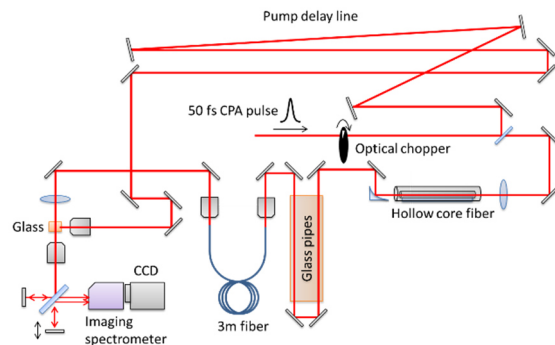 Pump delay line
50 fs CPA pulse
Optical chopper
Hollow core fiber
Glass
Glass pipes
CCD
Imaging
spectrometer
3m fiber